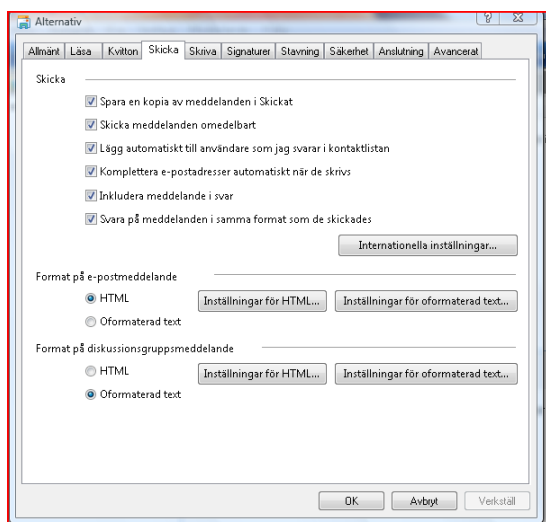 Alternativ
Allmänt Läsa Kvitton Skicka Skriva Signaturer Stavning Säkerhet Anslutning Avancerat
Skicka
Spara en kopia av meddelanden i Skickat
Skicka meddelanden omedelbart
Lägg automatiskt till användare som jag svarar i kontaktlistan
Komplettera e-postadresser automatiskt när de skrivs
Inkludera meddelande i svar
Svara på meddelanden i samma format som de skickades
Internationella inställningar...
Format på e-postmeddelande
HTML Inställningar för HTML... Inställningar för oformaterad text...
Oformaterad text
Format på diskussionsgruppsmeddelande
HTML Inställningar för HTML... Inställningar för oformaterad text...
Oformaterad text
OK Avbryt Verkställ